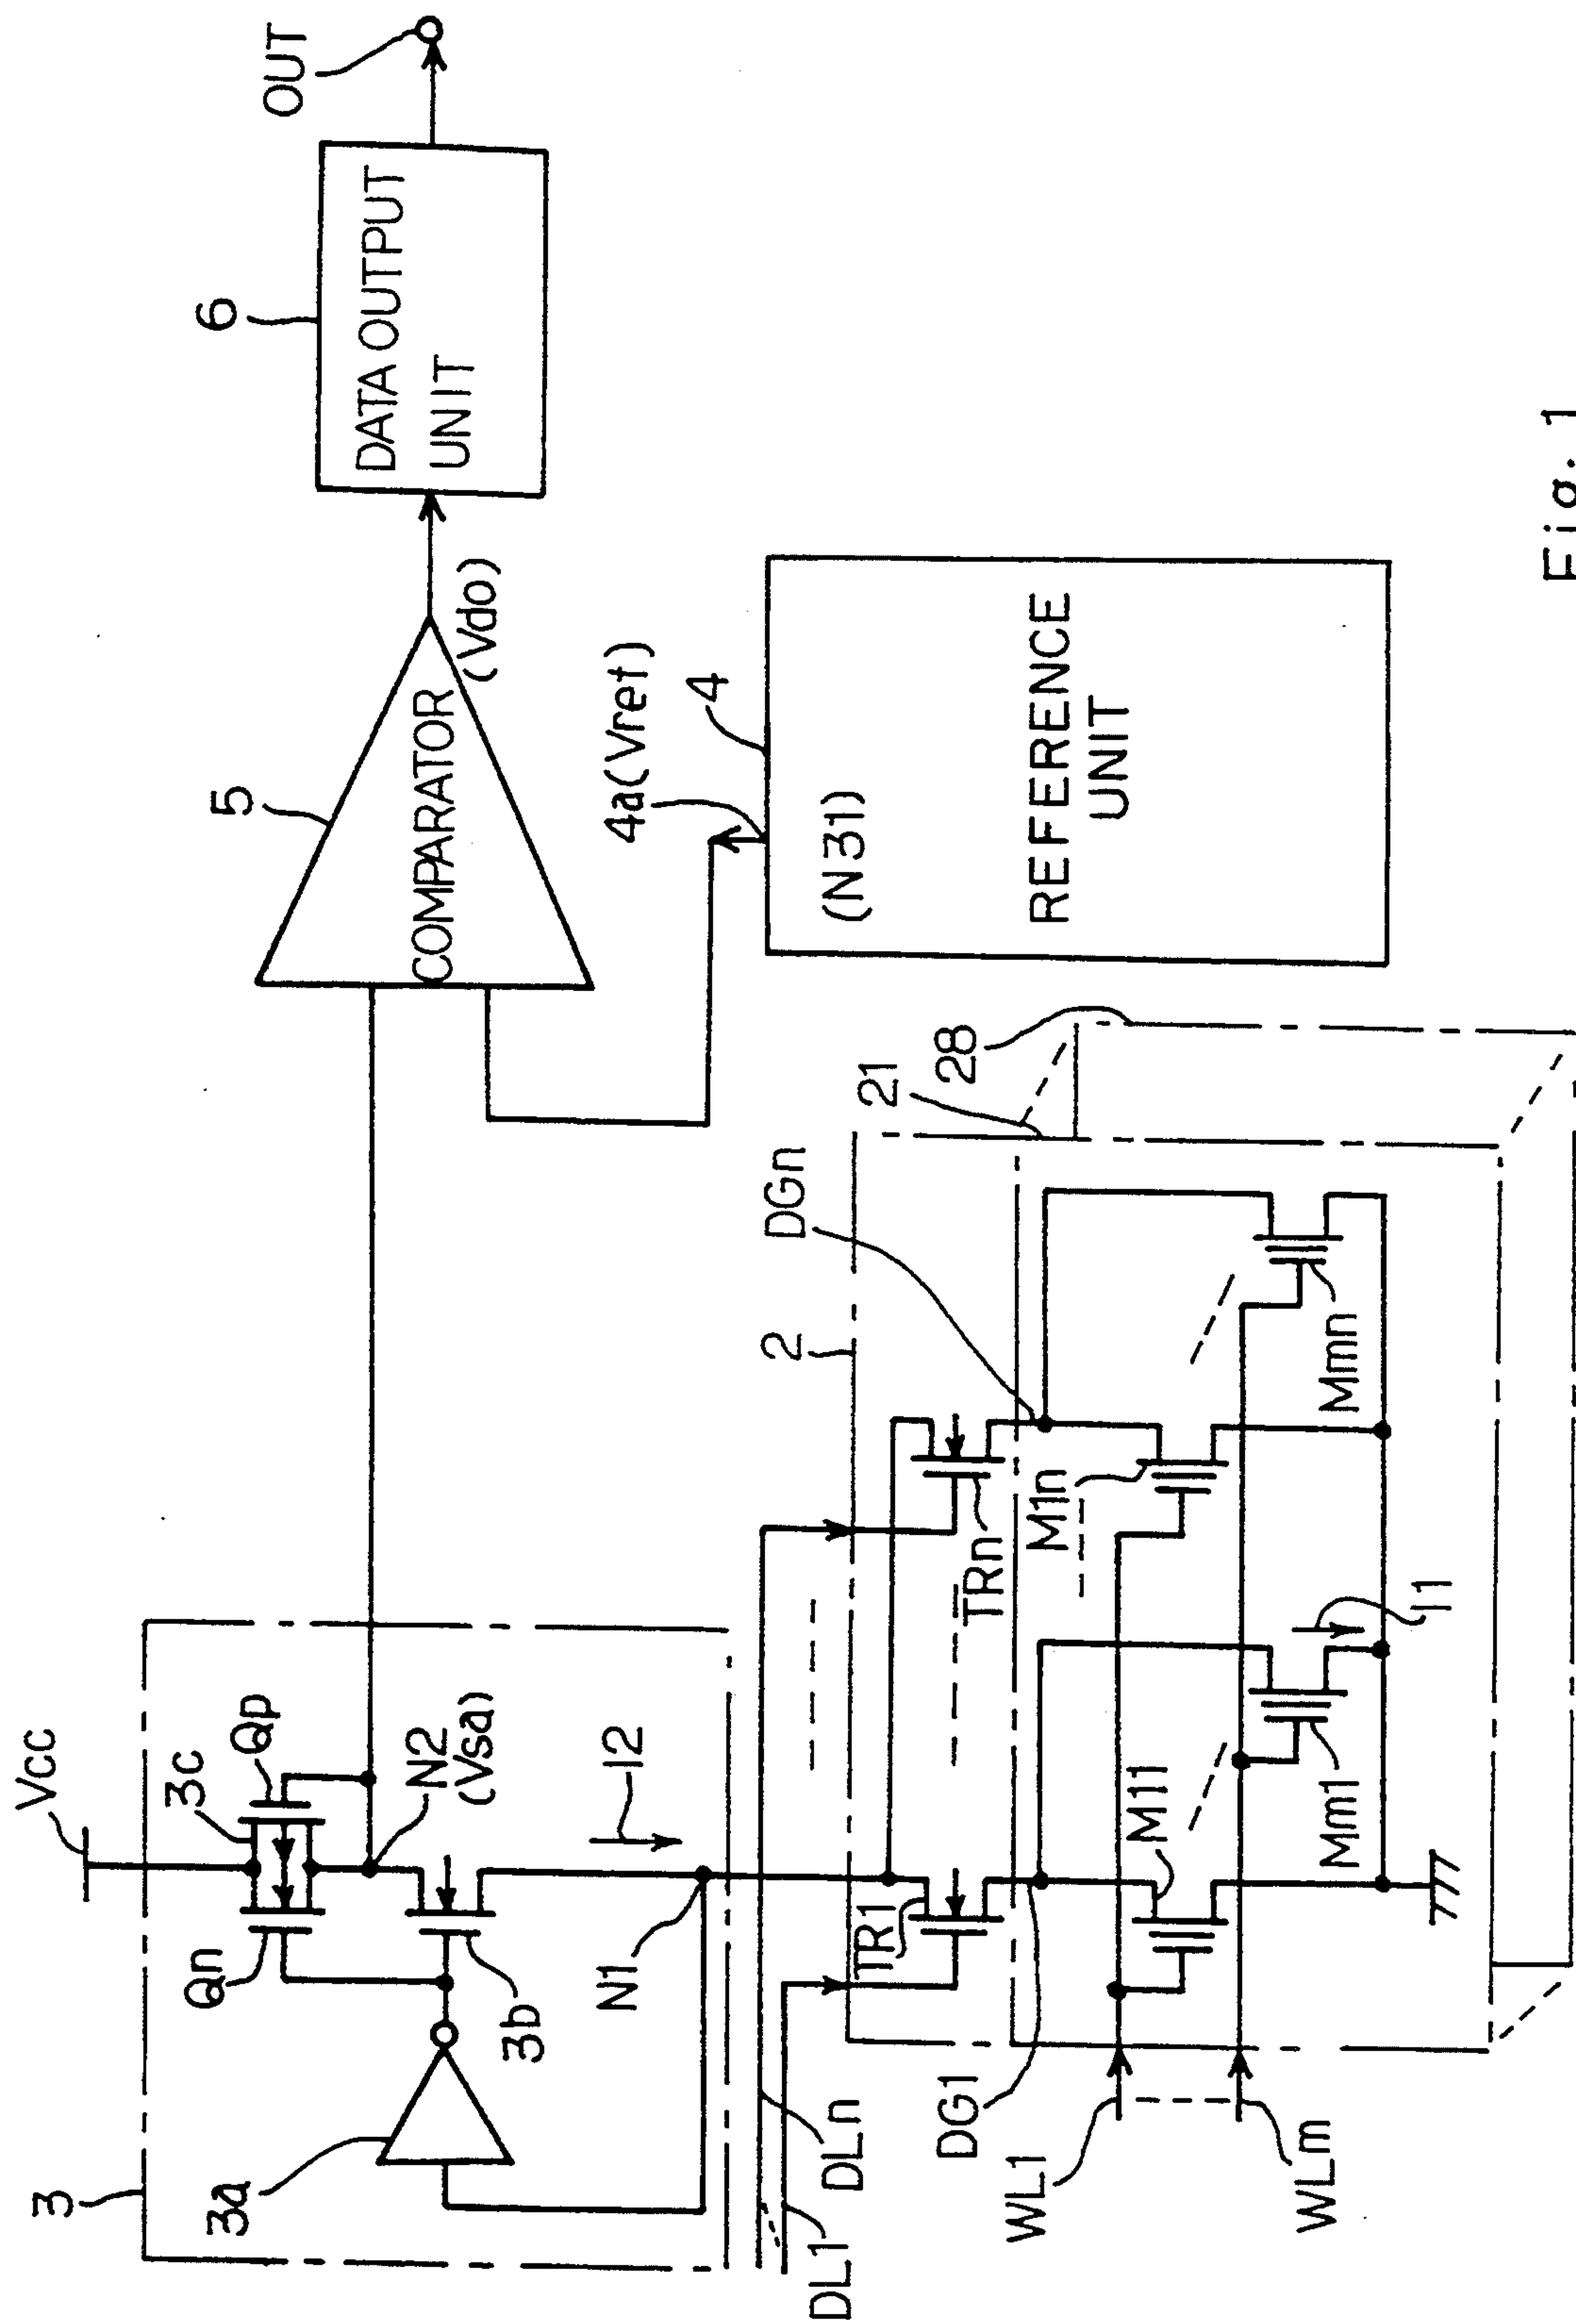 Vcc
3
3c
Qp
Qn
N2
(Vsa)
3a
3b
I2
N1
5
COMPARATOR
(Vdo)
6
DATA OUTPUT
UNIT
OUT
4a(Vref)
4
(N31)
REFERENCE
UNIT
DLn
DL1
2
DGn
21
28
TR1
TRn
DG1
M1n
M11
Mm1
I1
Mmn
WL1
WLm
Fig. 1